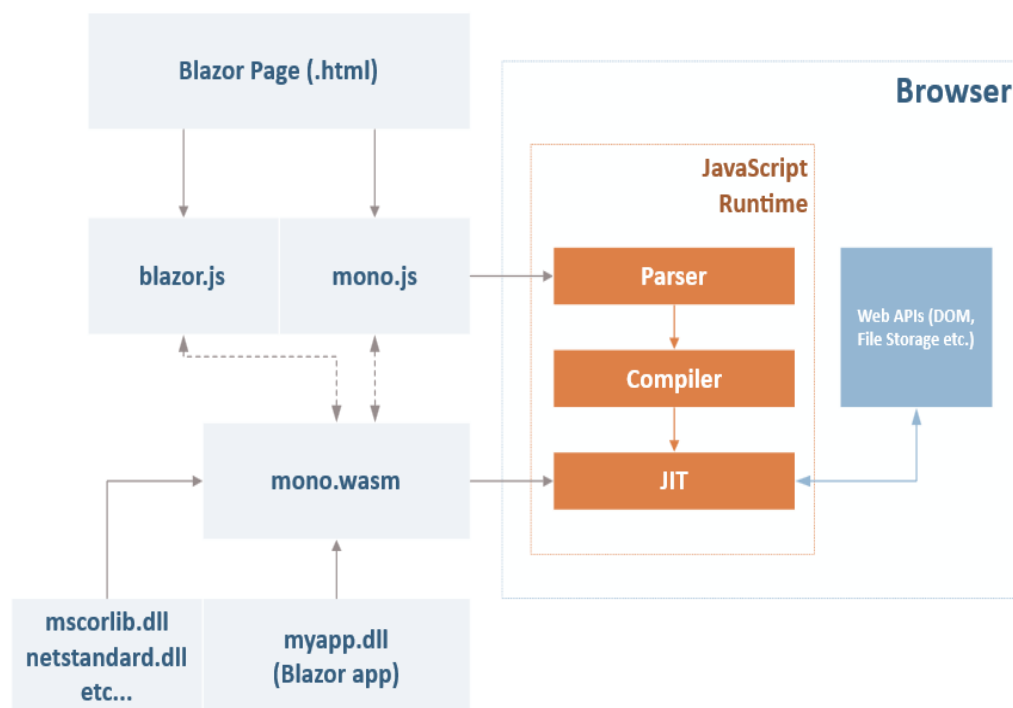 Blazor Page (.html)
Browser
JavaScript
Runtime
blazor.js
mono.js
Parser
Web APIs (DOM,
File Storage etc.)
Compiler
mono.wasm
JIT
mscorlib.dll
netstandard.dll
etc...
myapp.dll
(Blazor app)